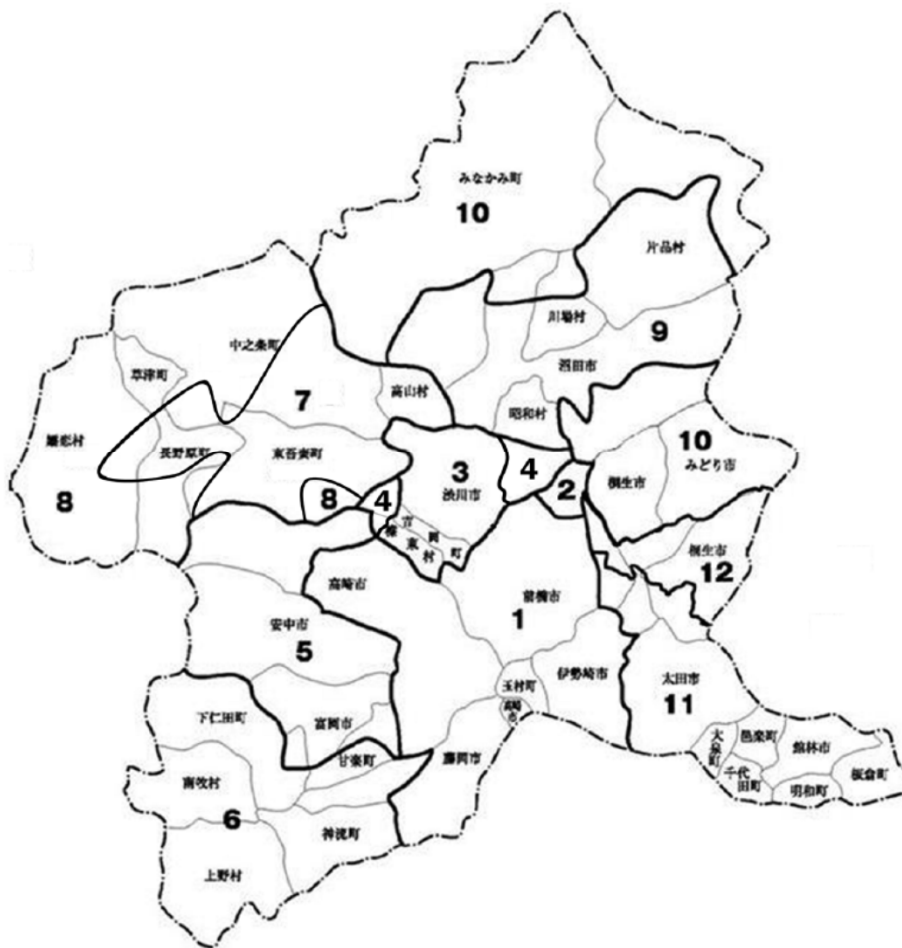 みなかみ町
10
片品村
川場村
9
中之条町
沼田市
草津町
7
高山村
昭和村
嬬恋村
長野原町
東吾妻町
3
渋川市
4
10
みどり市
桐生市
2
8
8
4
吉
岡
町
榛
東
村
桐生市
12
高崎市
前橋市
1
安中市
5
玉村町
伊勢崎市
太田市
11
高崎
市
下仁田町
富岡市
甘楽町
藤岡市
大
泉
町
邑楽町
館林市
板倉町
千代
田町
明和町
南牧村
6
神流町
上野村